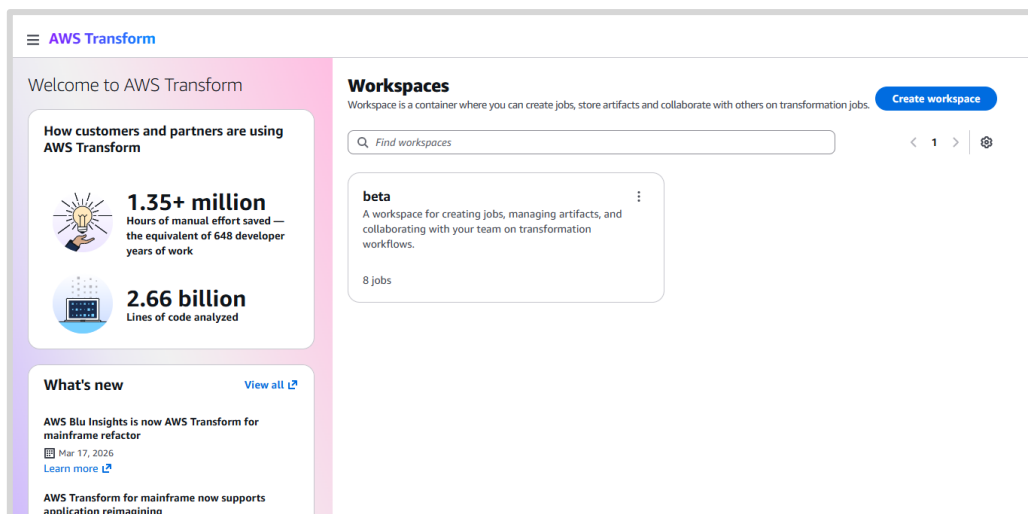 AWS Transform
Welcome to AWS Transform
How customers and partners are using
AWS Transform
1.35+ million
Hours of manual effort saved —
the equivalent of 648 developer
years of work
2.66 billion
Lines of code analyzed
What's new
View all
AWS Blu Insights is now AWS Transform for
mainframe refactor
Mar 17, 2026
Learn more
AWS Transform for mainframe now supports
application reimagining
Workspaces
Workspace is a container where you can create jobs, store artifacts and collaborate with others on transformation jobs.
Create workspace
Find workspaces
1
beta
A workspace for creating jobs, managing artifacts, and
collaborating with your team on transformation
workflows.
8 jobs